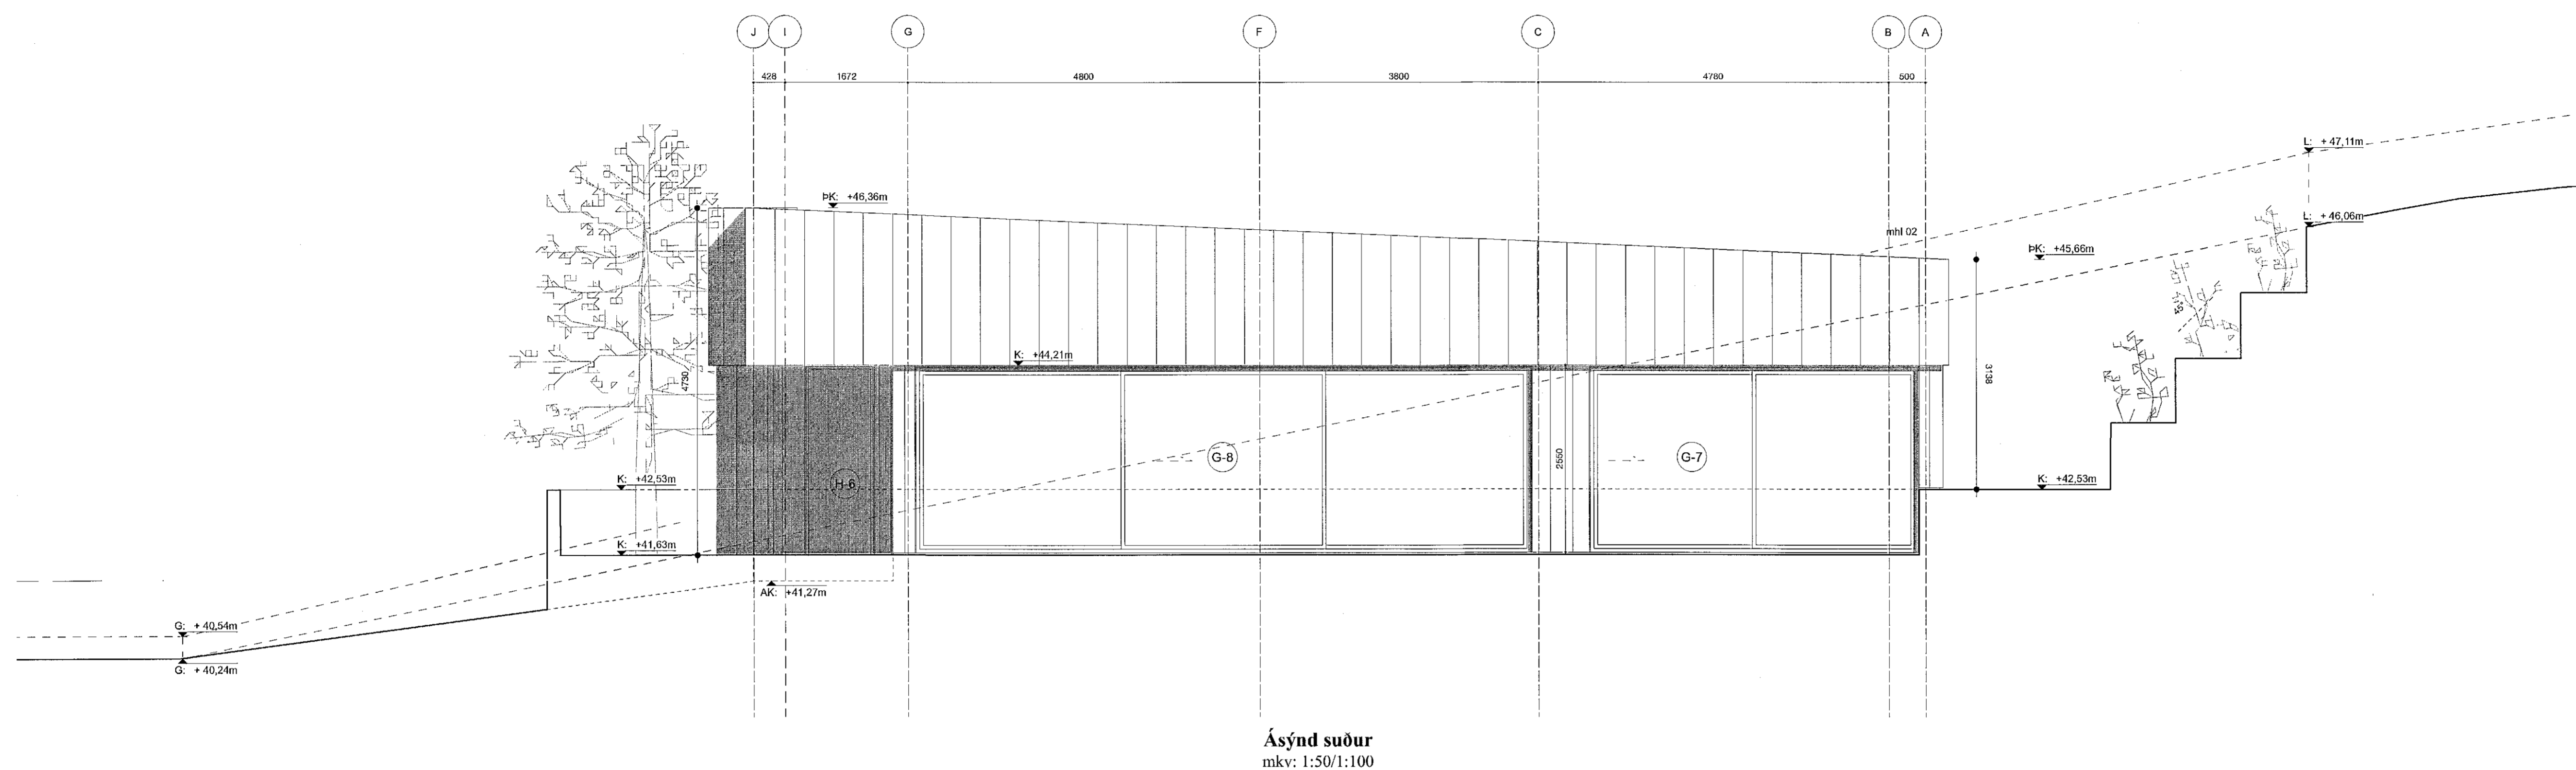 J I G F C B A
428 1672 4800 3800 4780 500
L: + 47,11m
ÞK: +46,36m
L: + 46,06m
mhl 02
ÞK: +45,66m
45°
K: +44,21m
4730
3138
2550
G-8
G-7
H-6
K: +42,53m
K: +42,53m
K: +41,63m
AK: +41,27m
G: + 40,54m
G: + 40,24m
Ásýnd suður
mkv: 1:50/1:100